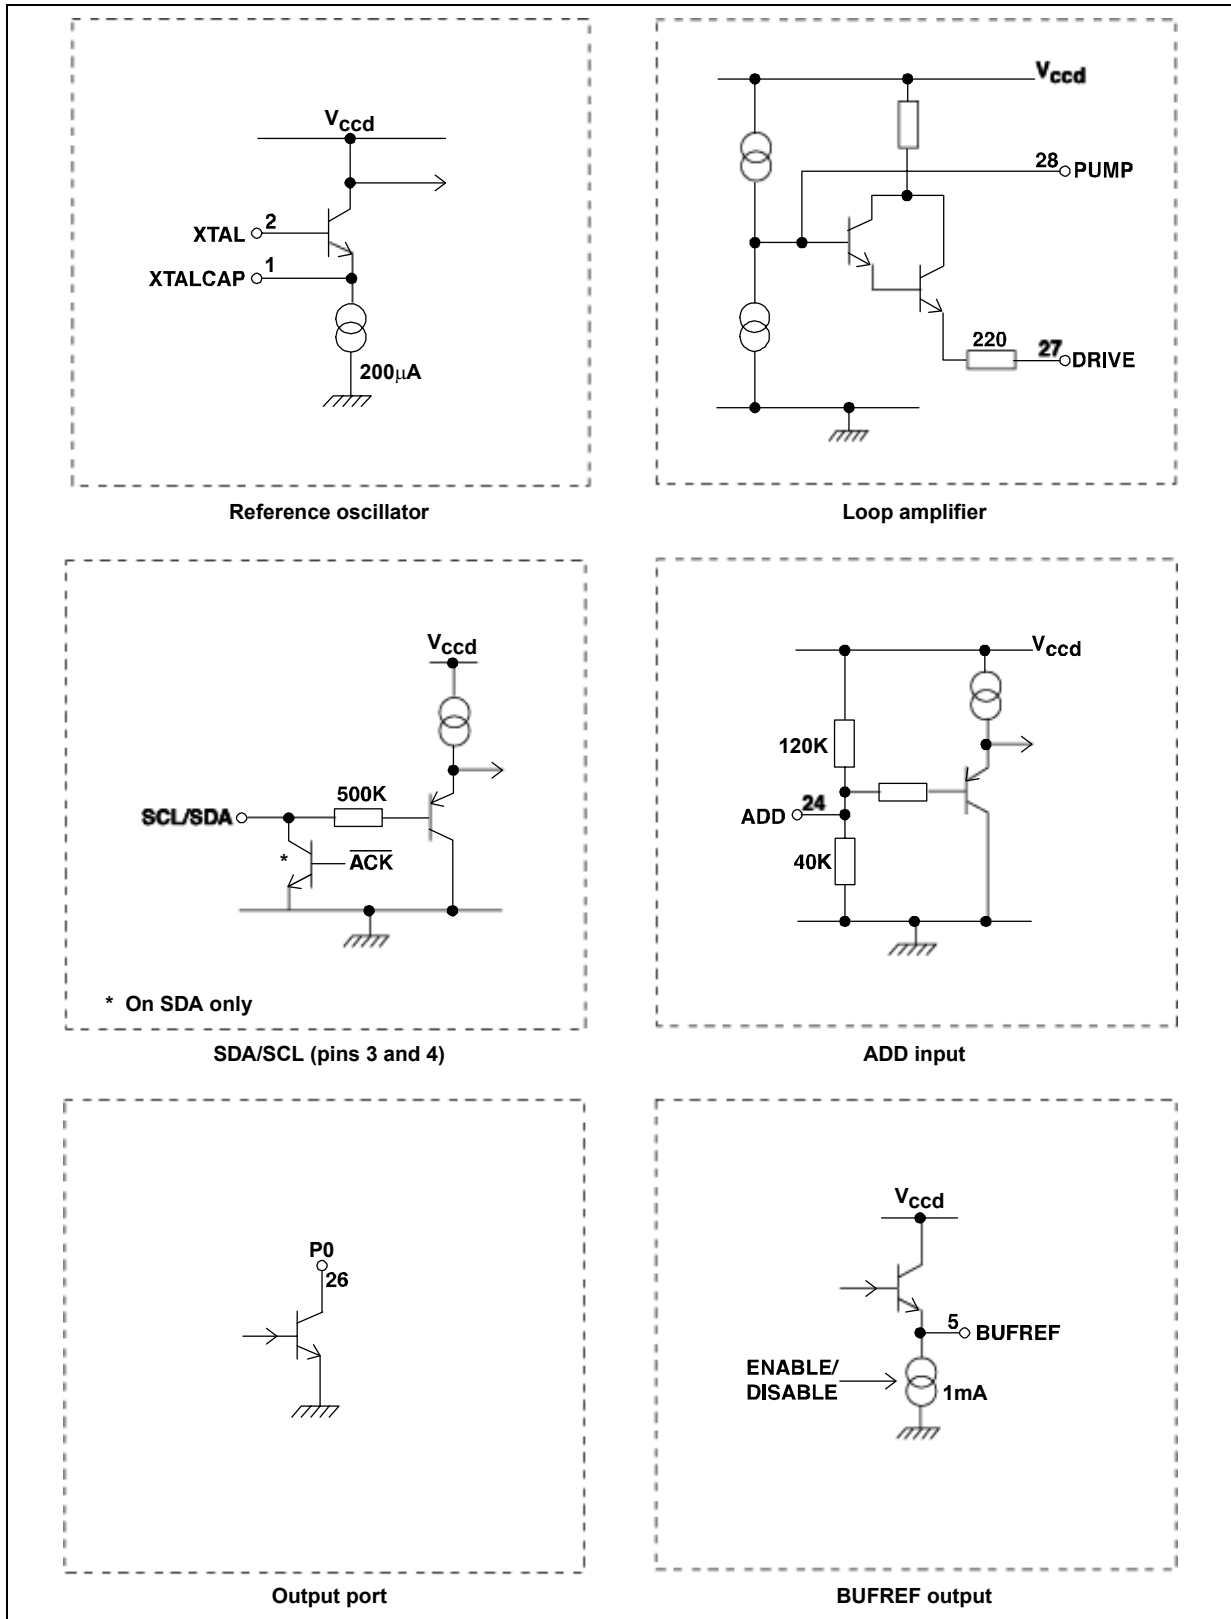 Vccd
2
XTAL
1
XTALCAP
200µA
Reference oscillator
Vccd
28
PUMP
220
27
DRIVE
Loop amplifier
Vccd
500K
SCL/SDA
*
ACK
* On SDA only
SDA/SCL (pins 3 and 4)
Vccd
120K
24
ADD
40K
ADD input
P0
26
Output port
Vccd
5
BUFREF
ENABLE/
DISABLE
1mA
BUFREF output